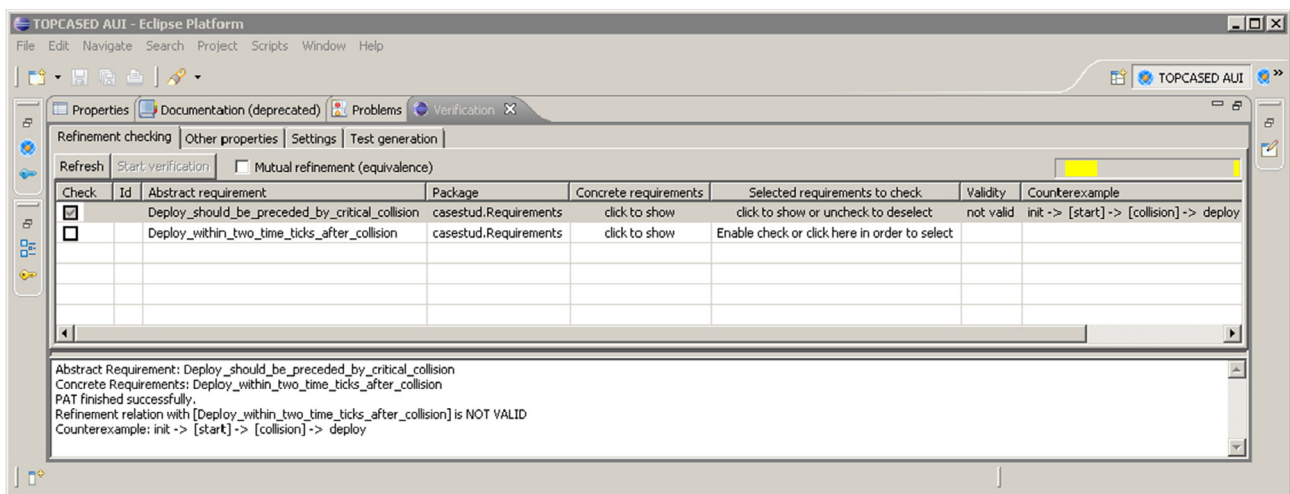 TOPCASED AUI - Eclipse Platform
File Edit Navigate Search Project Scripts Window Help
TOPCASED AUI »
Properties Documentation (deprecated) Problems Verification
Refinement checking Other properties Settings Test generation
Refresh Start verification Mutual refinement (equivalence)
Check Id Abstract requirement Package Concrete requirements Selected requirements to check Validity Counterexample
Deploy_should_be_preceded_by_critical_collision casestud.Requirements click to show click to show or uncheck to deselect not valid init -> [start] -> [collision] -> deploy
Deploy_within_two_time_ticks_after_collision casestud.Requirements click to show Enable check or click here in order to select
Abstract Requirement: Deploy_should_be_preceded_by_critical_collision
Concrete Requirements: Deploy_within_two_time_ticks_after_collision
PAT finished successfully.
Refinement relation with [Deploy_within_two_time_ticks_after_collision] is NOT VALID
Counterexample: init -> [start] -> [collision] -> deploy